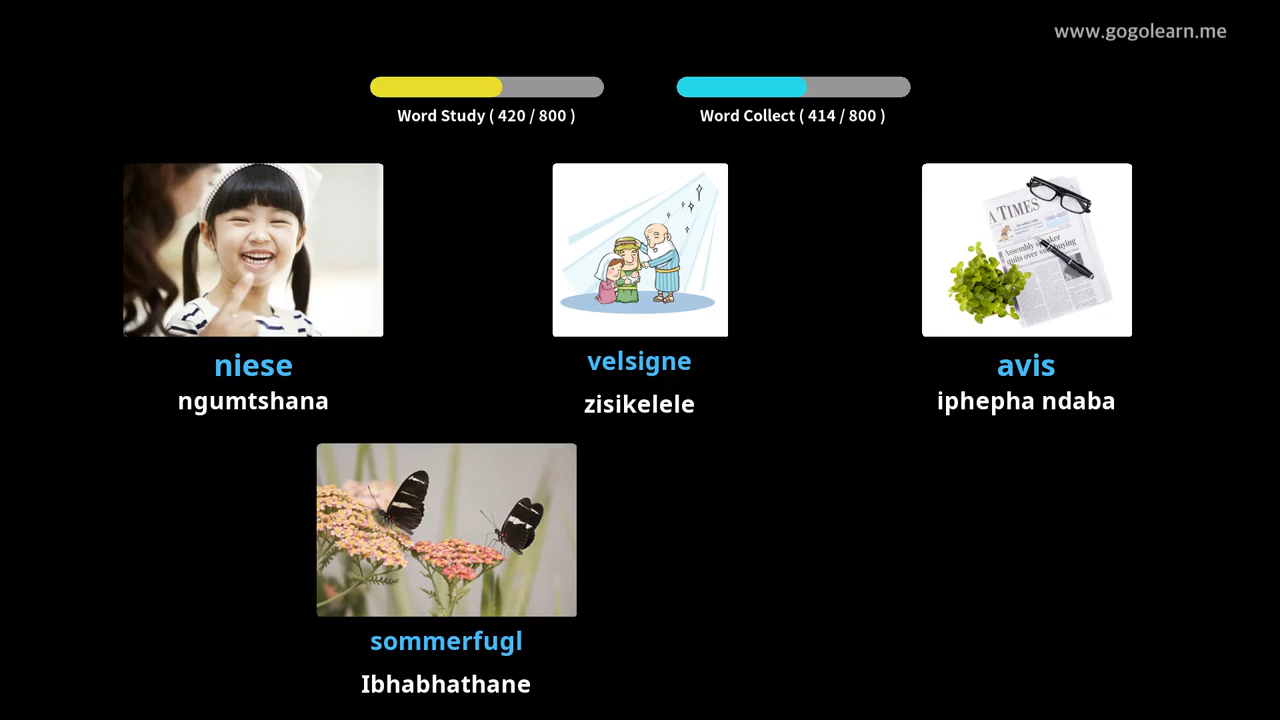 www.gogolearn.me
Word Study ( 420 / 800 )
Word Collect ( 414 / 800 )
A TIMES
niese
ngumtshana
velsigne
zisikelele
avis
iphepha ndaba
sommerfugl
Ibhabhathane